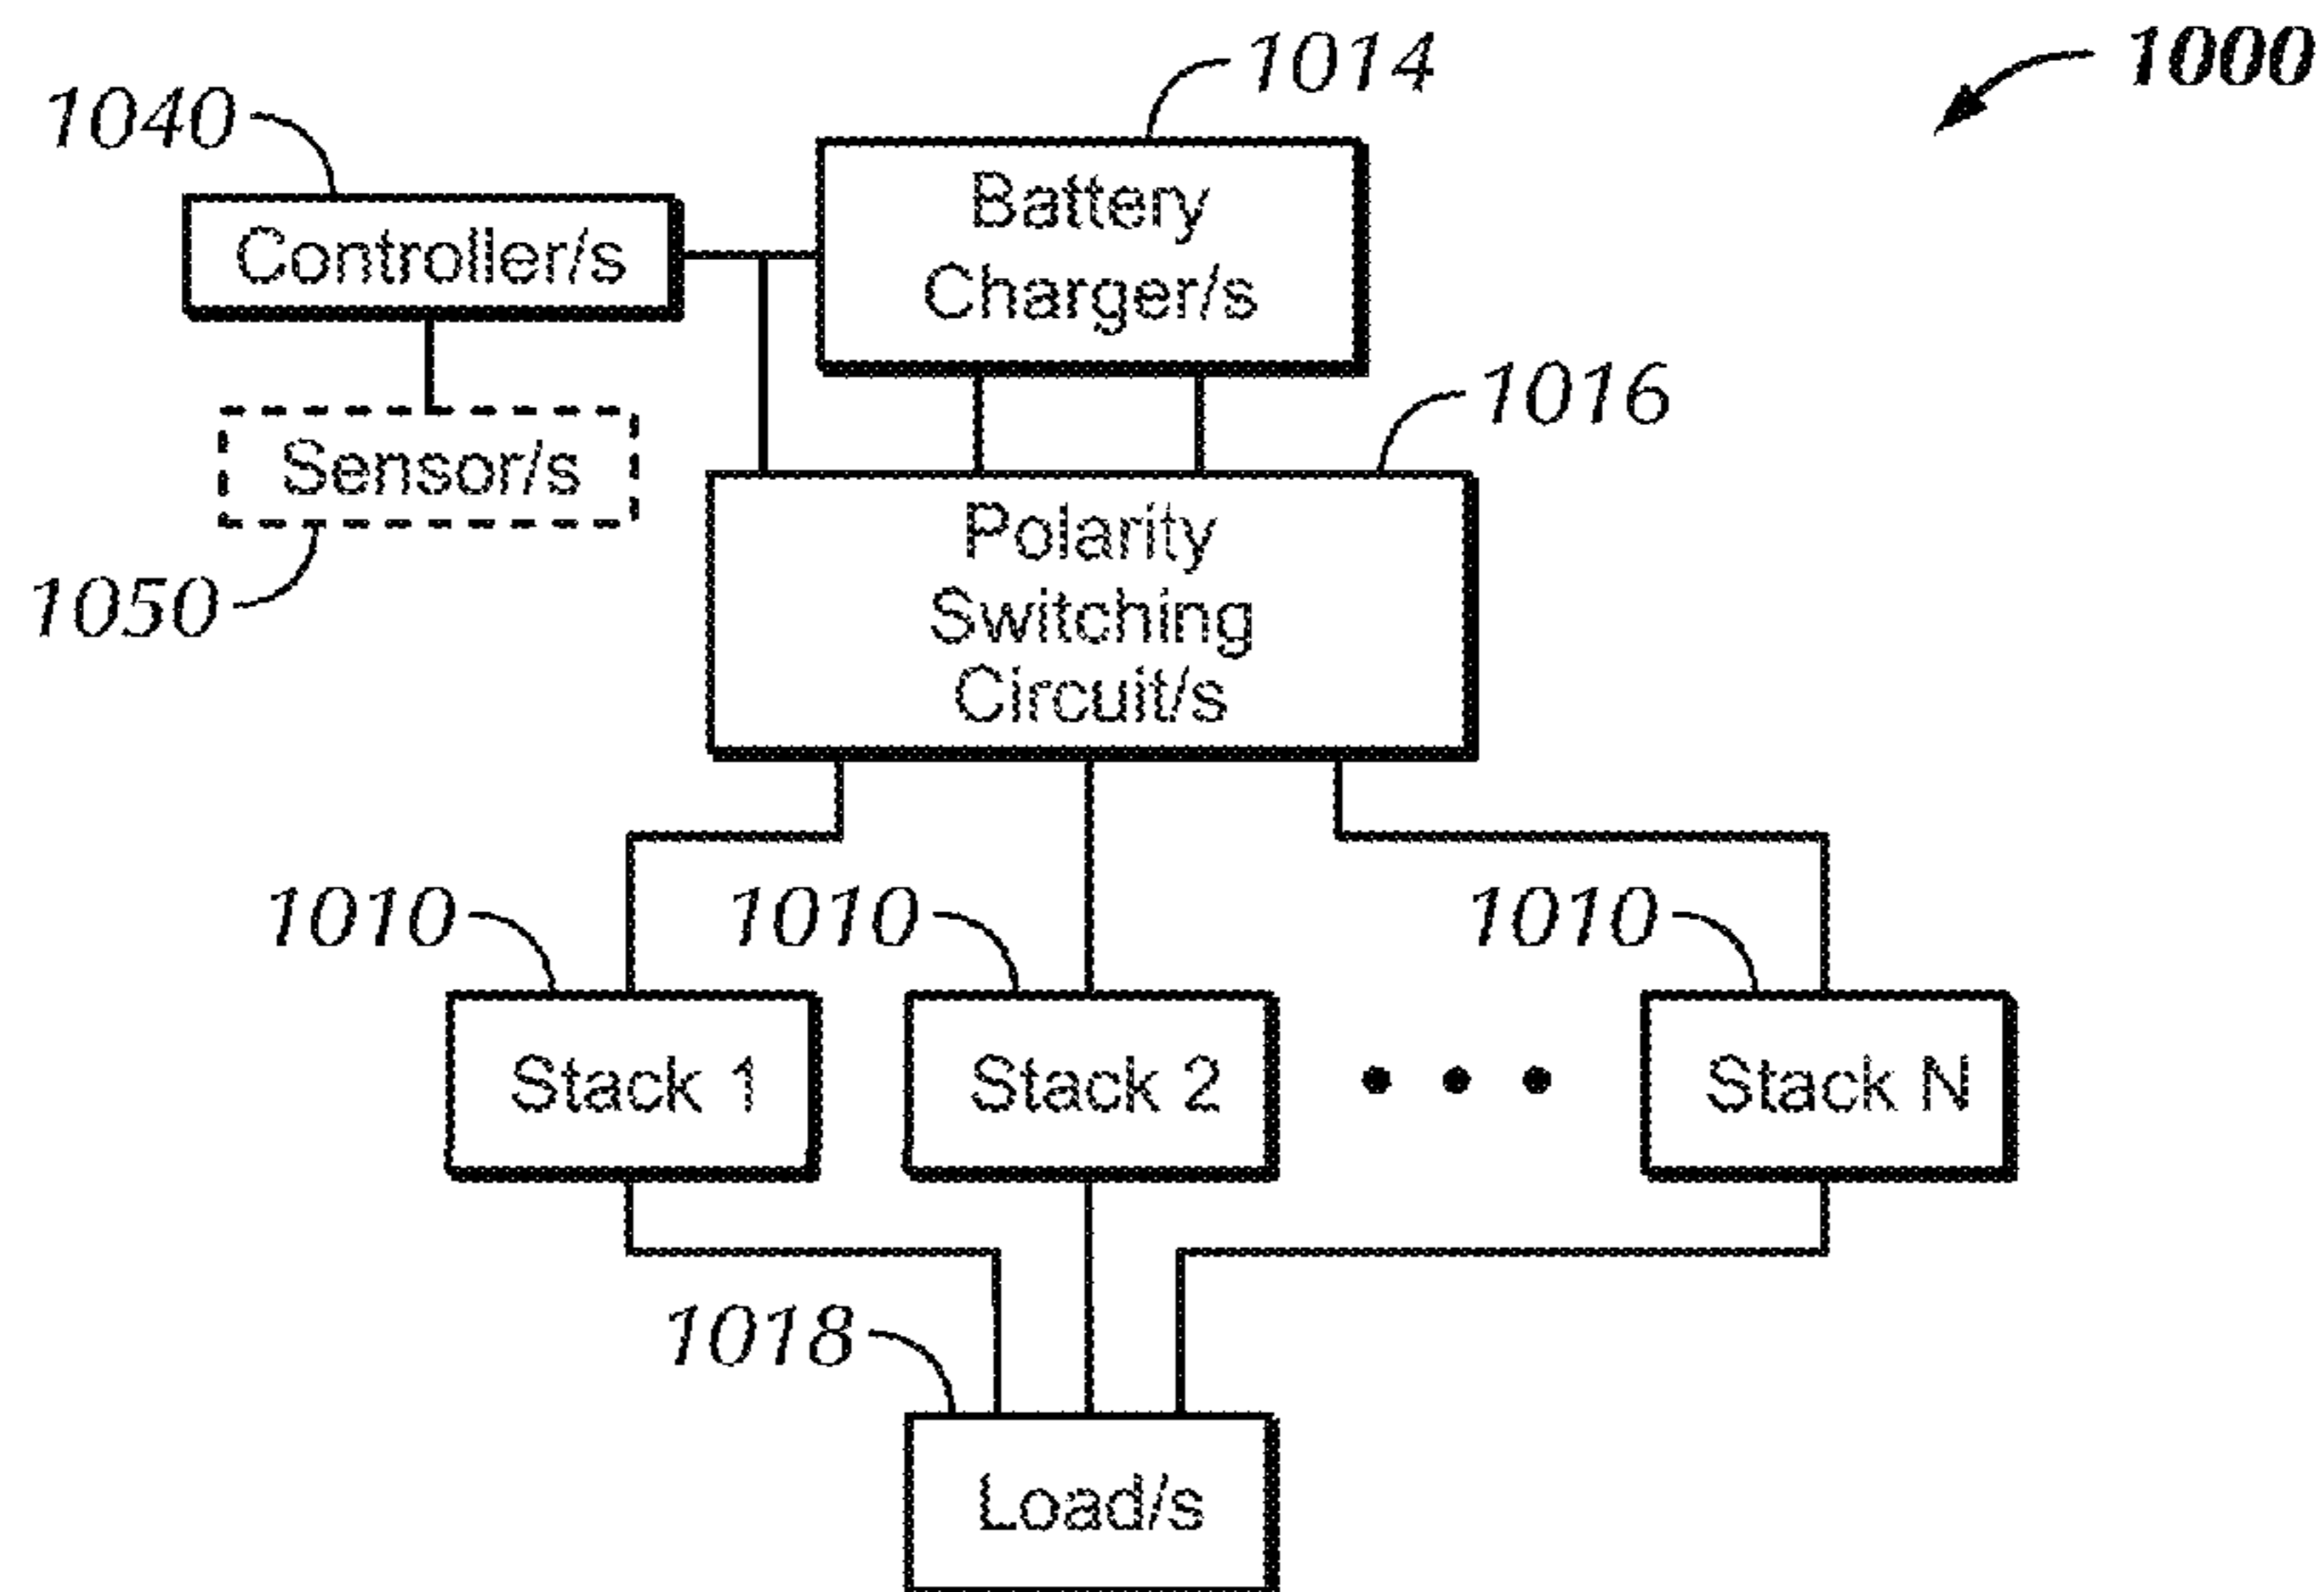 1000
1014
1040
Battery
Charger/s
Controller/s
1016
Sensor/s
1050
Polarity
Switching
Circuit/s
1010
1010
1010
Stack 1
Stack 2
• • •
Stack N
1018
Load/s